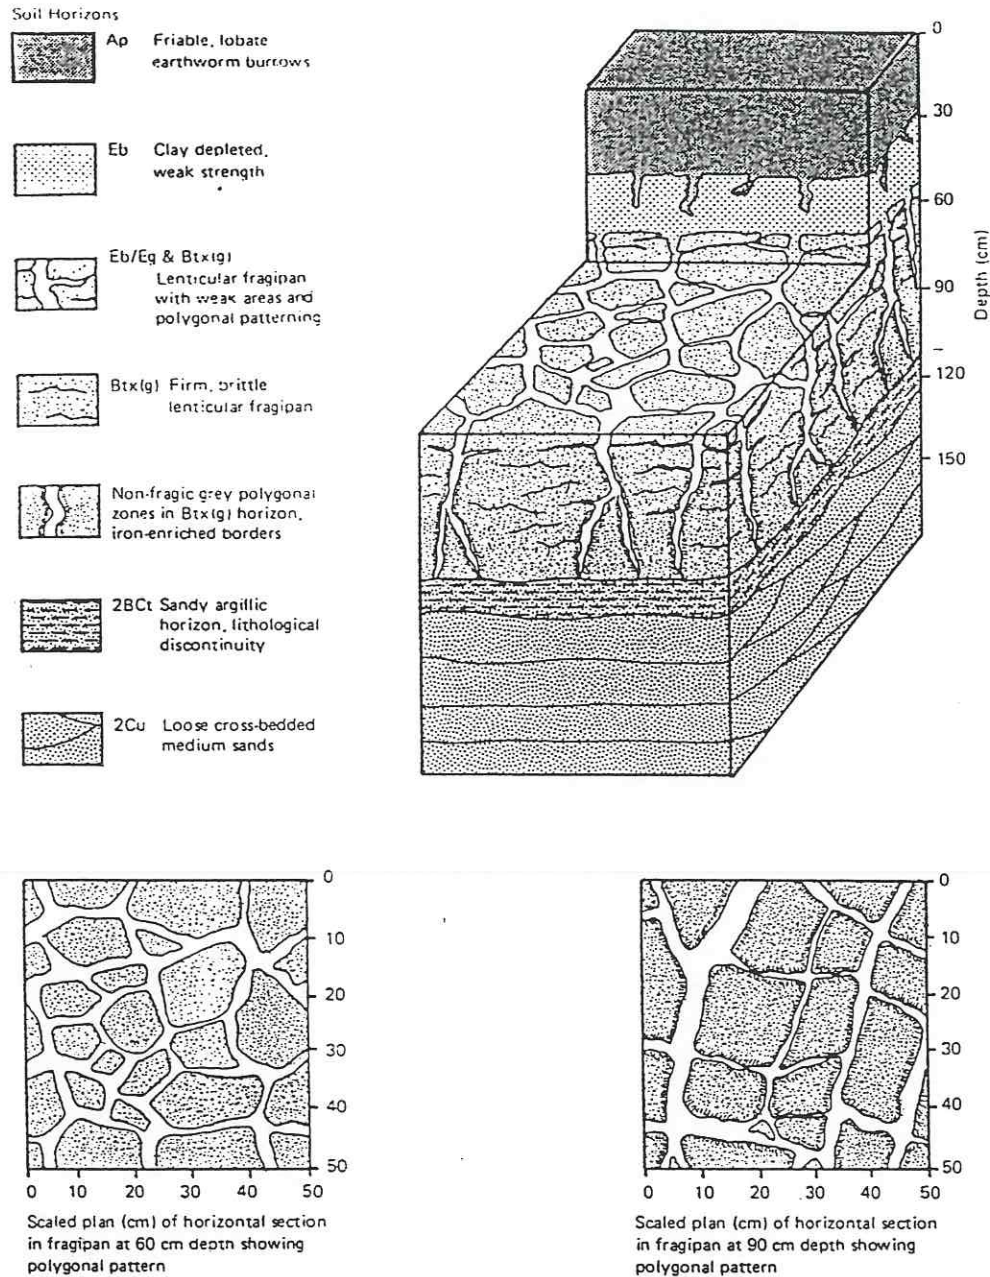 Soil Horizons
Ap Friable, lobate
earthworm burrows
Eb Clay depleted,
weak strength
Eb/Eg & Btx(g)
Lenticular fragipan
with weak areas and
polygonal patterning
Btx(g) Firm, brittle
lenticular fragipan
Non-fragic grey polygonal
zones in Btx(g) horizon,
iron-enriched borders
2BCt Sandy argillic
horizon, lithological
discontinuity
2Cu Loose cross-bedded
medium sands
0
30
60
90
120
150
Depth (cm)
0
10
20
30
40
50
0 10 20 30 40 50
Scaled plan (cm) of horizontal section
in fragipan at 60 cm depth showing
polygonal pattern
0
10
20
30
40
50
0 10 20 30 40 50
Scaled plan (cm) of horizontal section
in fragipan at 90 cm depth showing
polygonal pattern